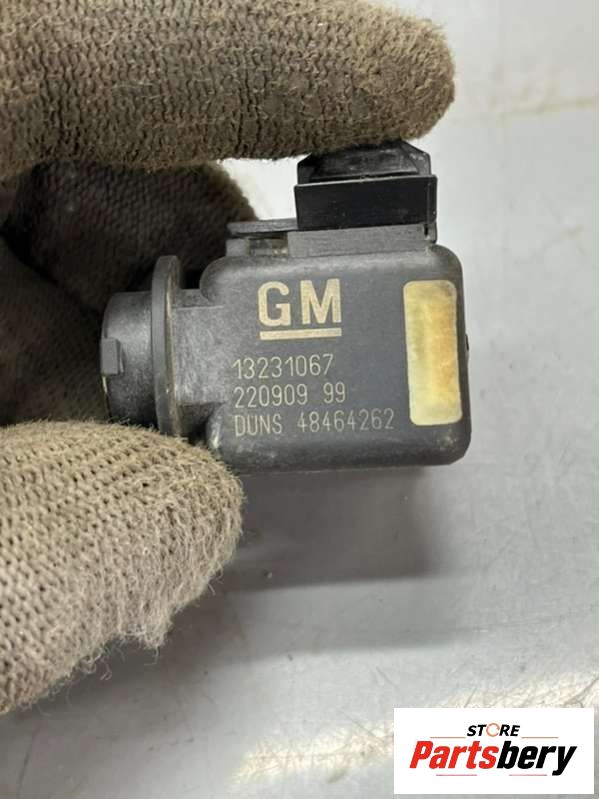 GM
13231067
220909 99
DUNS 48464262
STORE
Partsbery